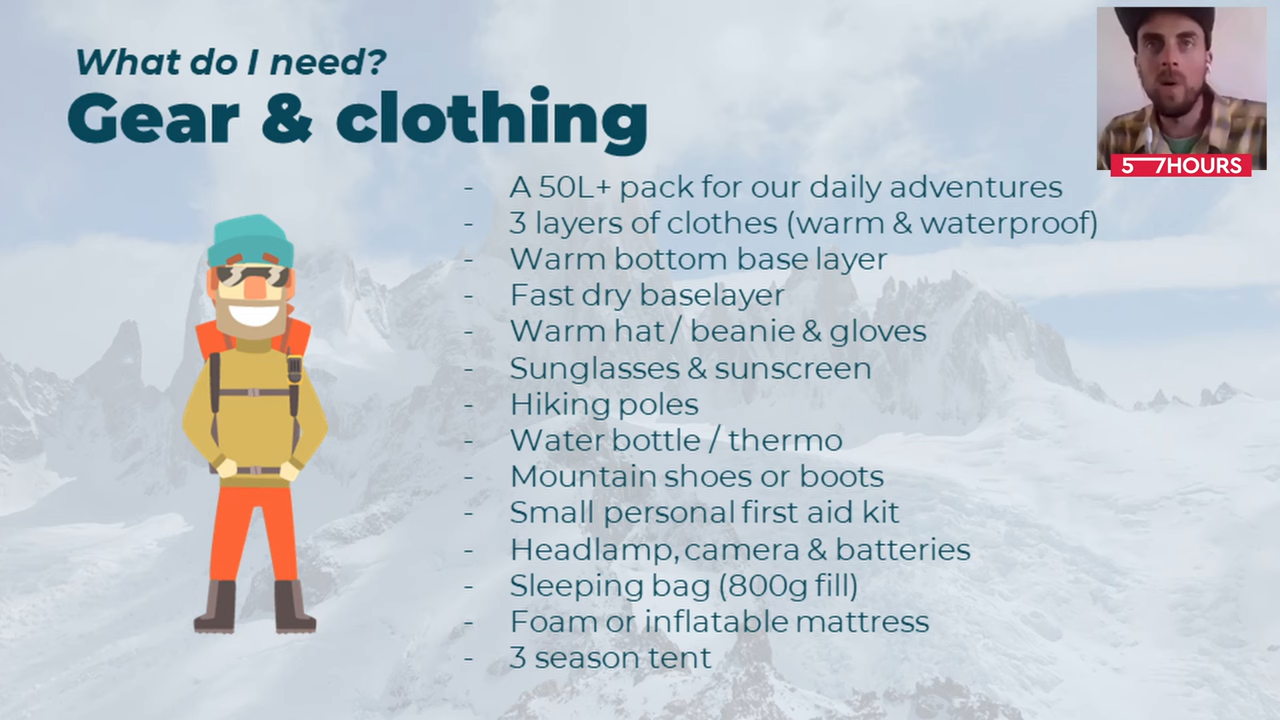 What do I need?
Gear & clothing
57HOURS
- A 50L+ pack for our daily adventures
- 3 layers of clothes (warm & waterproof)
- Warm bottom base layer
- Fast dry baselayer
- Warm hat / beanie & gloves
- Sunglasses & sunscreen
- Hiking poles
- Water bottle / thermo
- Mountain shoes or boots
- Small personal first aid kit
- Headlamp, camera & batteries
- Sleeping bag (800g fill)
- Foam or inflatable mattress
- 3 season tent